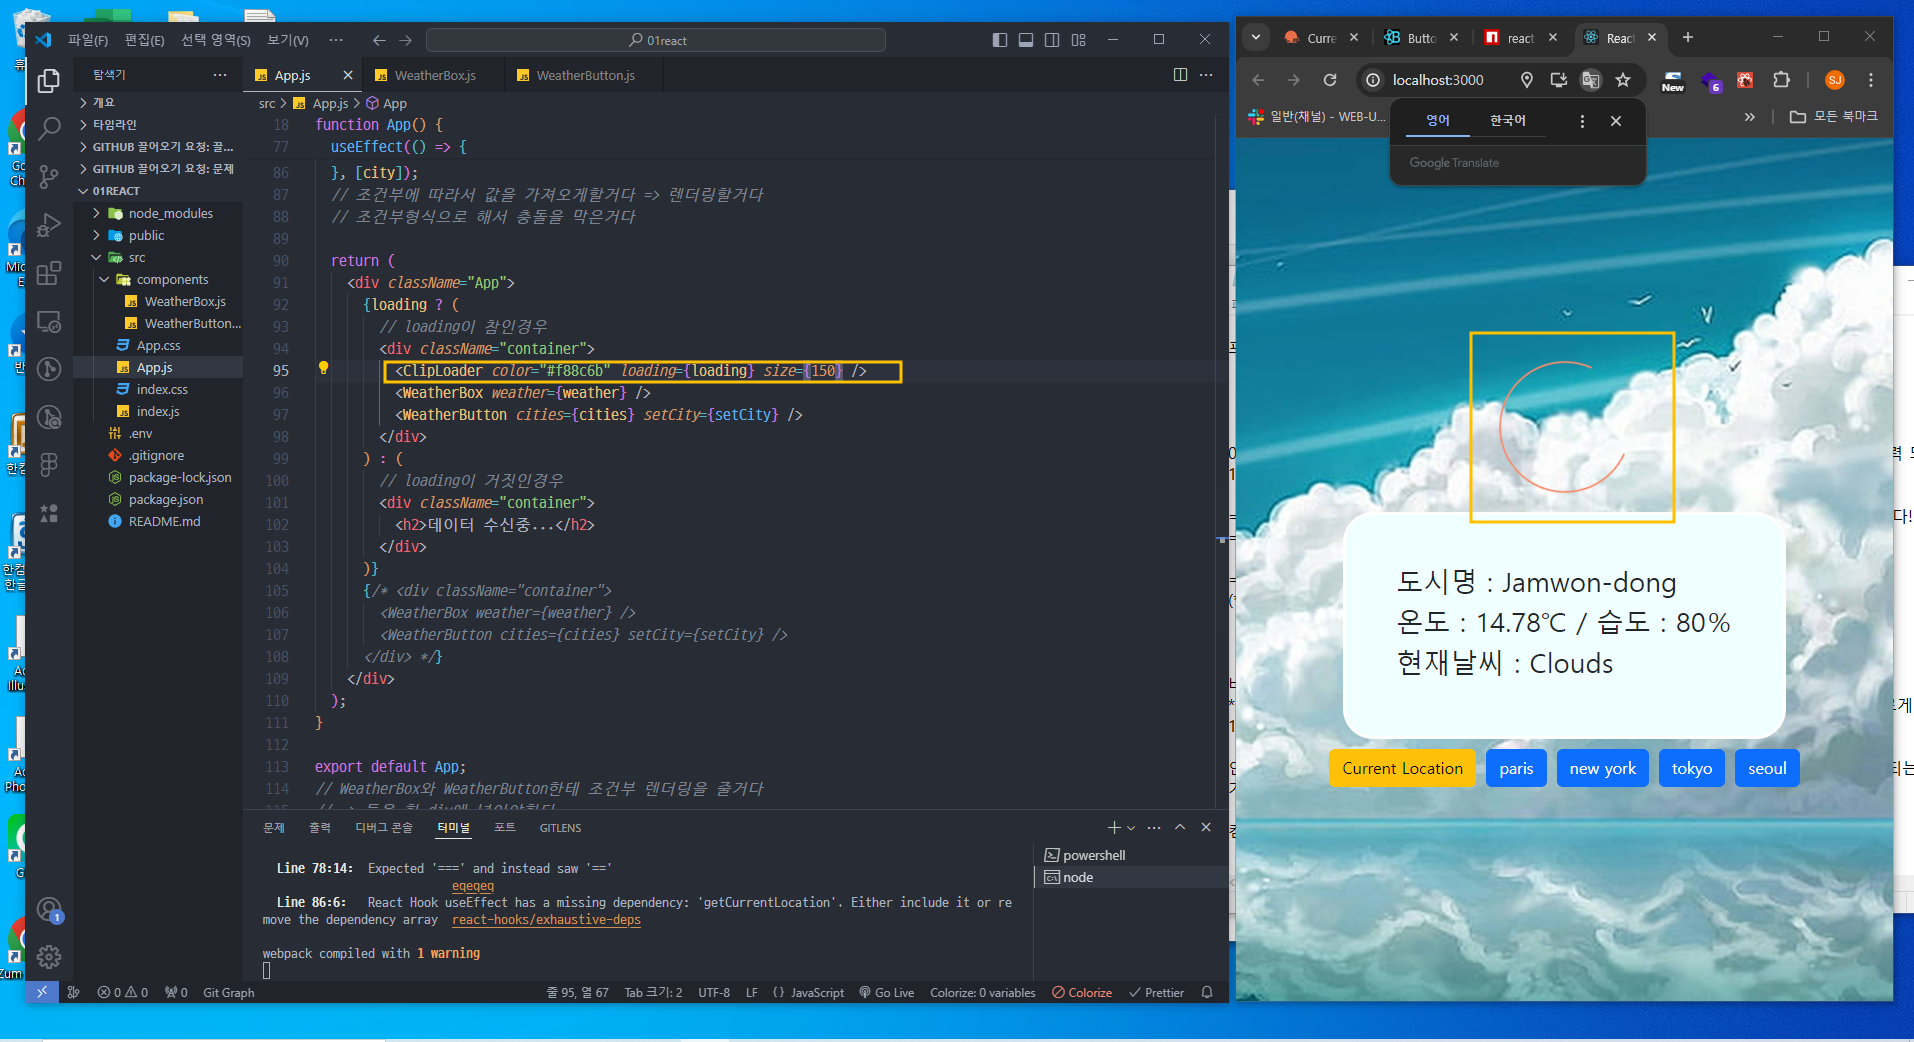 파일(F) 편집(E) 선택 영역(S) 보기(V) ··· 01react
탐색기
개요
타임라인
GITHUB 끌어오기 요청: 끌...
GITHUB 끌어오기 요청: 문제
01REACT
node_modules
public
src
components
WeatherBox.js
WeatherButton...
App.css
App.js
index.css
index.js
.env
.gitignore
package-lock.json
package.json
README.md
App.js WeatherBox.js WeatherButton.js
src > App.js > App
18 function App() {
77 useEffect(() => {
86 }, [city]);
87 // 조건부에 따라서 값을 가져오게할거다 => 렌더링할거다
88 // 조건부형식으로 해서 충돌을 막은거다
89
90 return (
91 <div className="App">
92 {loading ? (
93 // loading이 참인경우
94 <div className="container">
95 <ClipLoader color="#f88c6b" loading={loading} size={150} />
96 <WeatherBox weather={weather} />
97 <WeatherButton cities={cities} setCity={setCity} />
98 </div>
99 ) : (
100 // loading이 거짓인경우
101 <div className="container">
102 <h2>데이터 수신중...</h2>
103 </div>
104 )}
105 {/* <div className="container">
106 <WeatherBox weather={weather} />
107 <WeatherButton cities={cities} setCity={setCity} />
108 </div> */}
109 </div>
110 );
111 }
112
113 export default App;
114 // WeatherBox와 WeatherButton한테 조건부 렌더링을 줄거다
문제 출력 디버그 콘솔 터미널 포트 GITLENS
Line 78:14: Expected '===' and instead saw '=='
eqeqeq
Line 86:6: React Hook useEffect has a missing dependency: 'getCurrentLocation'. Either include it or re
move the dependency array react-hooks/exhaustive-deps
webpack compiled with 1 warning
powershell
node
1
0 0 0 Git Graph 줄 95, 열 67 Tab 크기: 2 UTF-8 LF {} JavaScript Go Live Colorize: 0 variables Colorize Prettier
Curre Butto react React
localhost:3000 New 6 SJ
일반(채널) - WEB-U... 모든 북마크
영어 한국어
Google Translate
도시명 : Jamwon-dong
온도 : 14.78℃ / 습도 : 80%
현재날씨 : Clouds
Current Location paris new york tokyo seoul